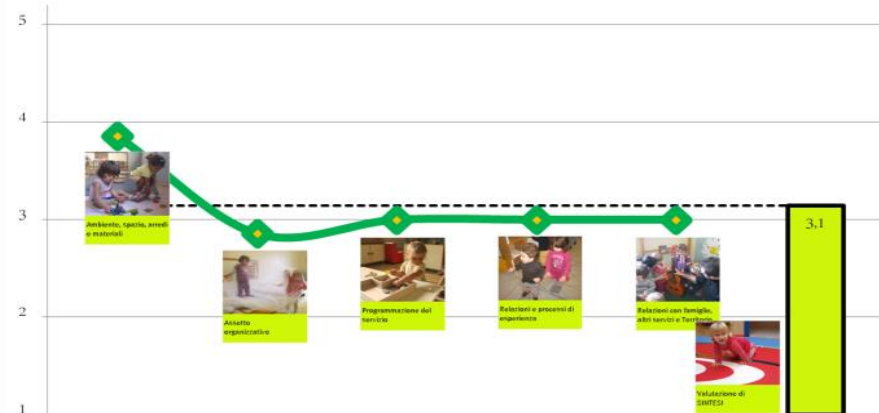 5
4
3
2
1
Ambiente, spazio, arredi
e materiali
Assetto
organizzativo
Programmazione del
servizio
Relazioni e processi di
esperienza
Relazioni con famiglie,
altri servizi e Territorio
Valutazione di
SINTESI
3,1